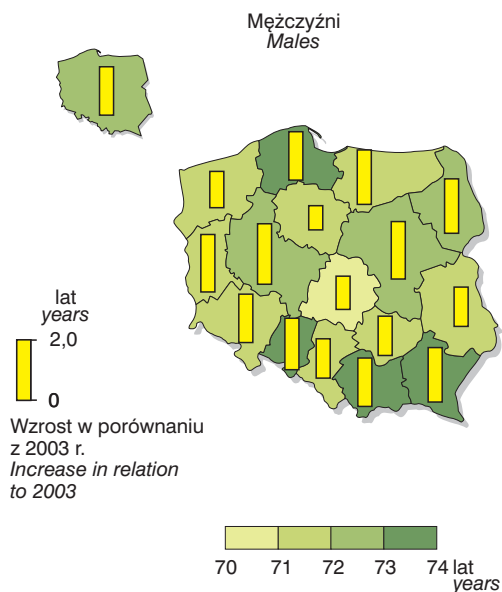 Mężczyźni
Males
lat
years
2,0
0
Wzrost w porównaniu
z 2003 r.
Increase in relation
to 2003
70 71 72 73 74 lat
years